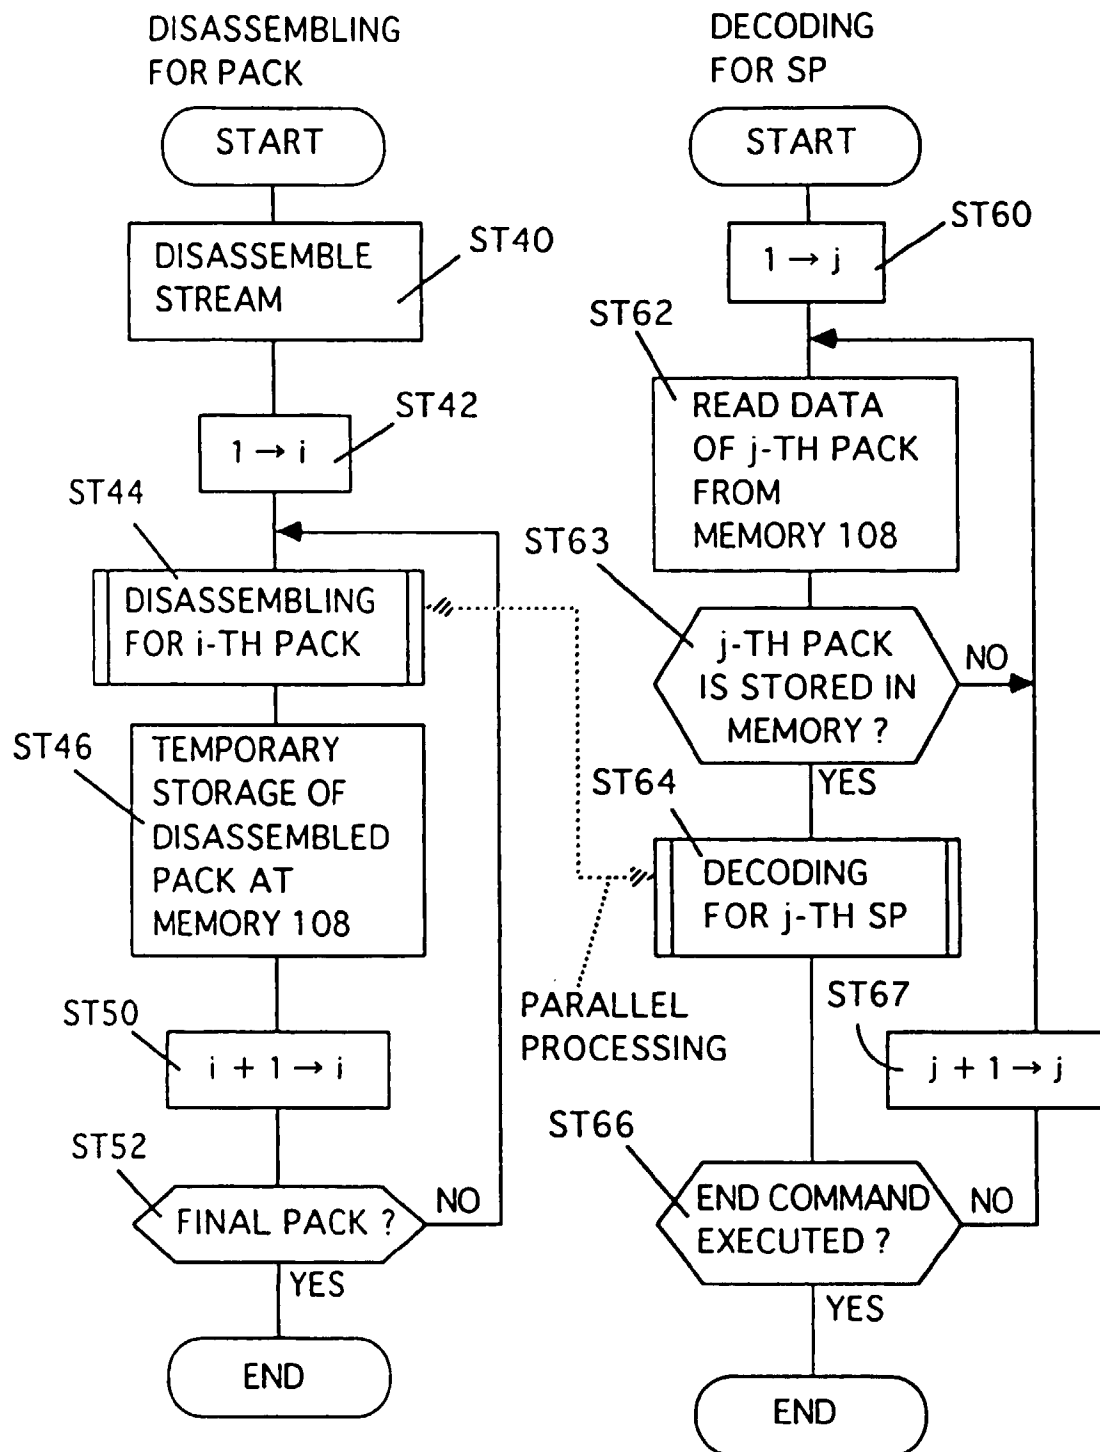 DISASSEMBLING
FOR PACK
START
DISASSEMBLE
STREAM
ST40
1 → i
ST42
ST44
DISASSEMBLING
FOR i-TH PACK
ST46
TEMPORARY
STORAGE OF
DISASSEMBLED
PACK AT
MEMORY 108
ST50
i + 1 → i
ST52
FINAL PACK ?
NO
YES
END
DECODING
FOR SP
START
ST60
1 → j
ST62
READ DATA
OF j-TH PACK
FROM
MEMORY 108
ST63
j-TH PACK
IS STORED IN
MEMORY ?
NO
YES
ST64
DECODING
FOR j-TH SP
PARALLEL
PROCESSING
ST67
j + 1 → j
ST66
END COMMAND
EXECUTED ?
NO
YES
END